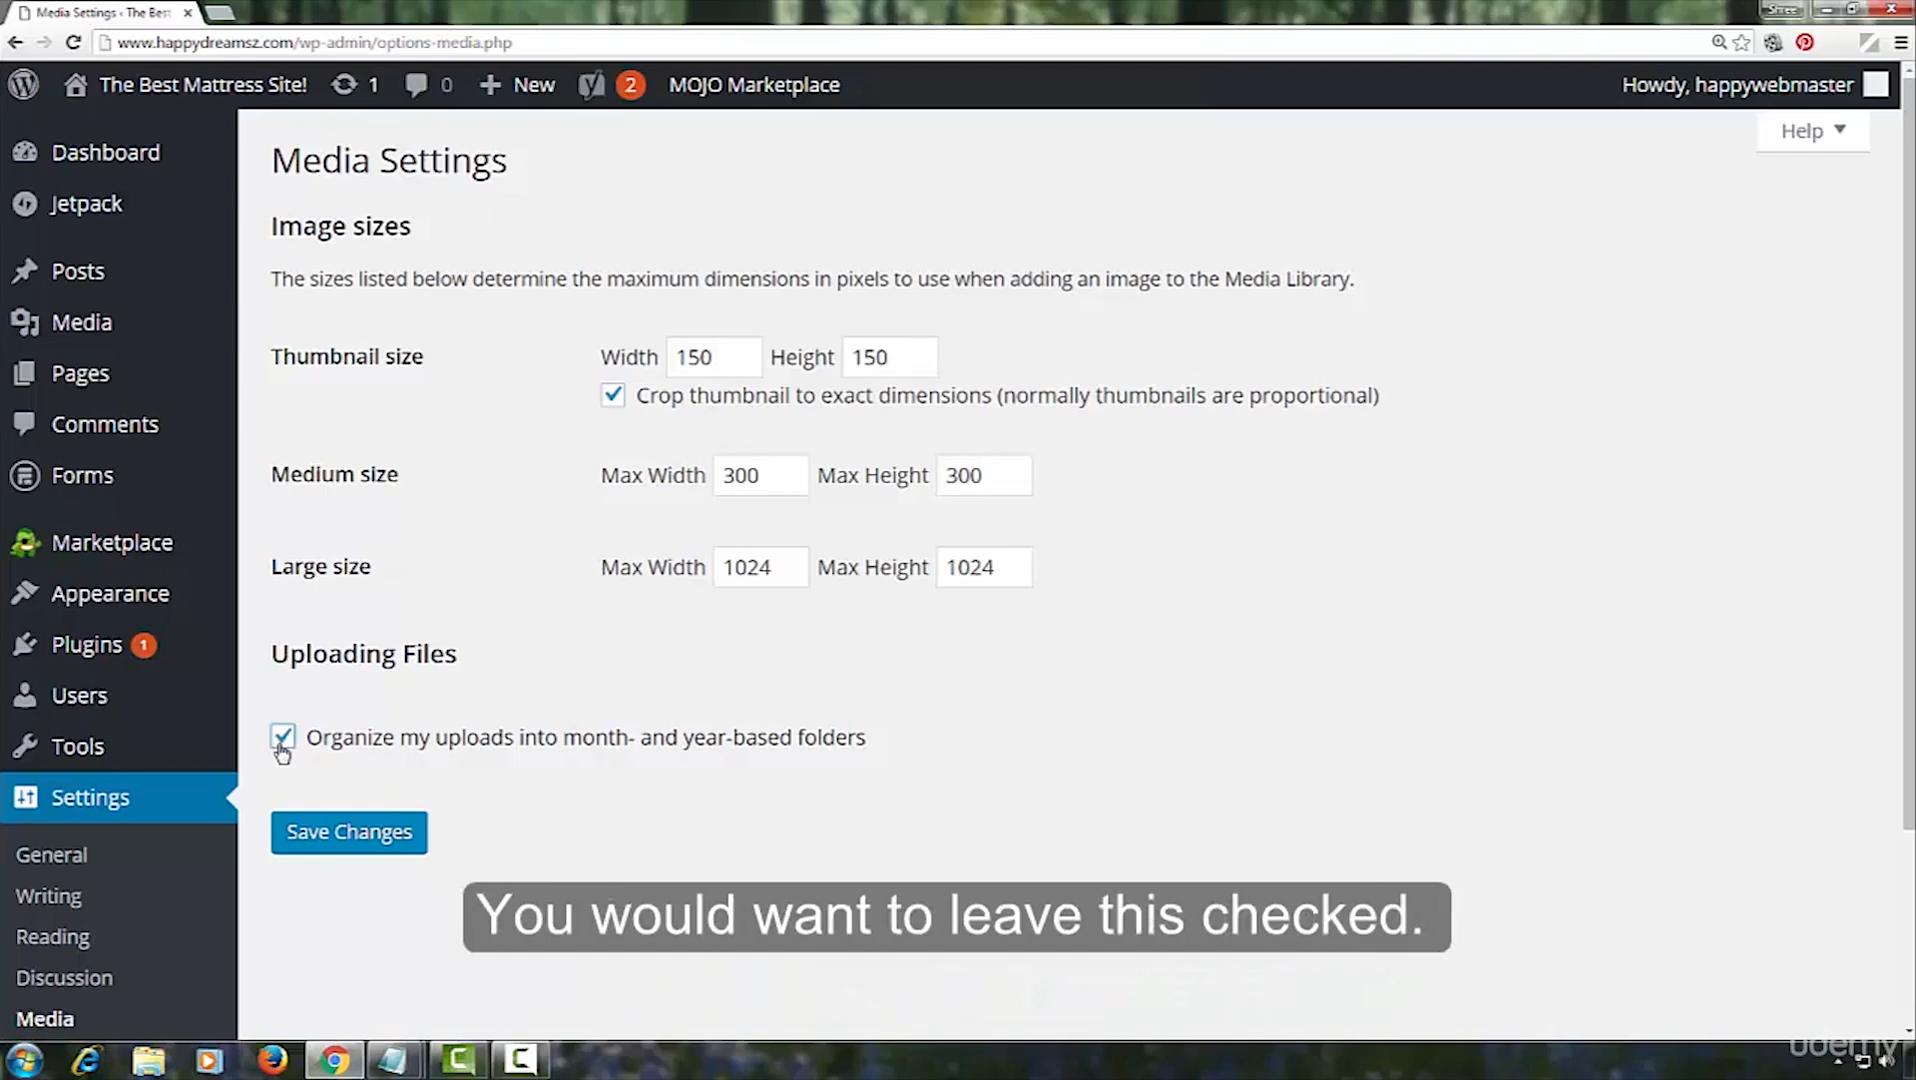 Media Settings ‹ The Bes
Shree
www.happydreamsz.com/wp-admin/options-media.php
The Best Mattress Site! 1 0 New 2 MOJO Marketplace Howdy, happywebmaster
Help
Dashboard
Jetpack
Posts
Media
Pages
Comments
Forms
Marketplace
Appearance
Plugins 1
Users
Tools
Settings
General
Writing
Reading
Discussion
Media
Media Settings
Image sizes
The sizes listed below determine the maximum dimensions in pixels to use when adding an image to the Media Library.
Thumbnail size Width 150 Height 150
Crop thumbnail to exact dimensions (normally thumbnails are proportional)
Medium size Max Width 300 Max Height 300
Large size Max Width 1024 Max Height 1024
Uploading Files
Organize my uploads into month- and year-based folders
Save Changes
You would want to leave this checked.
udemy